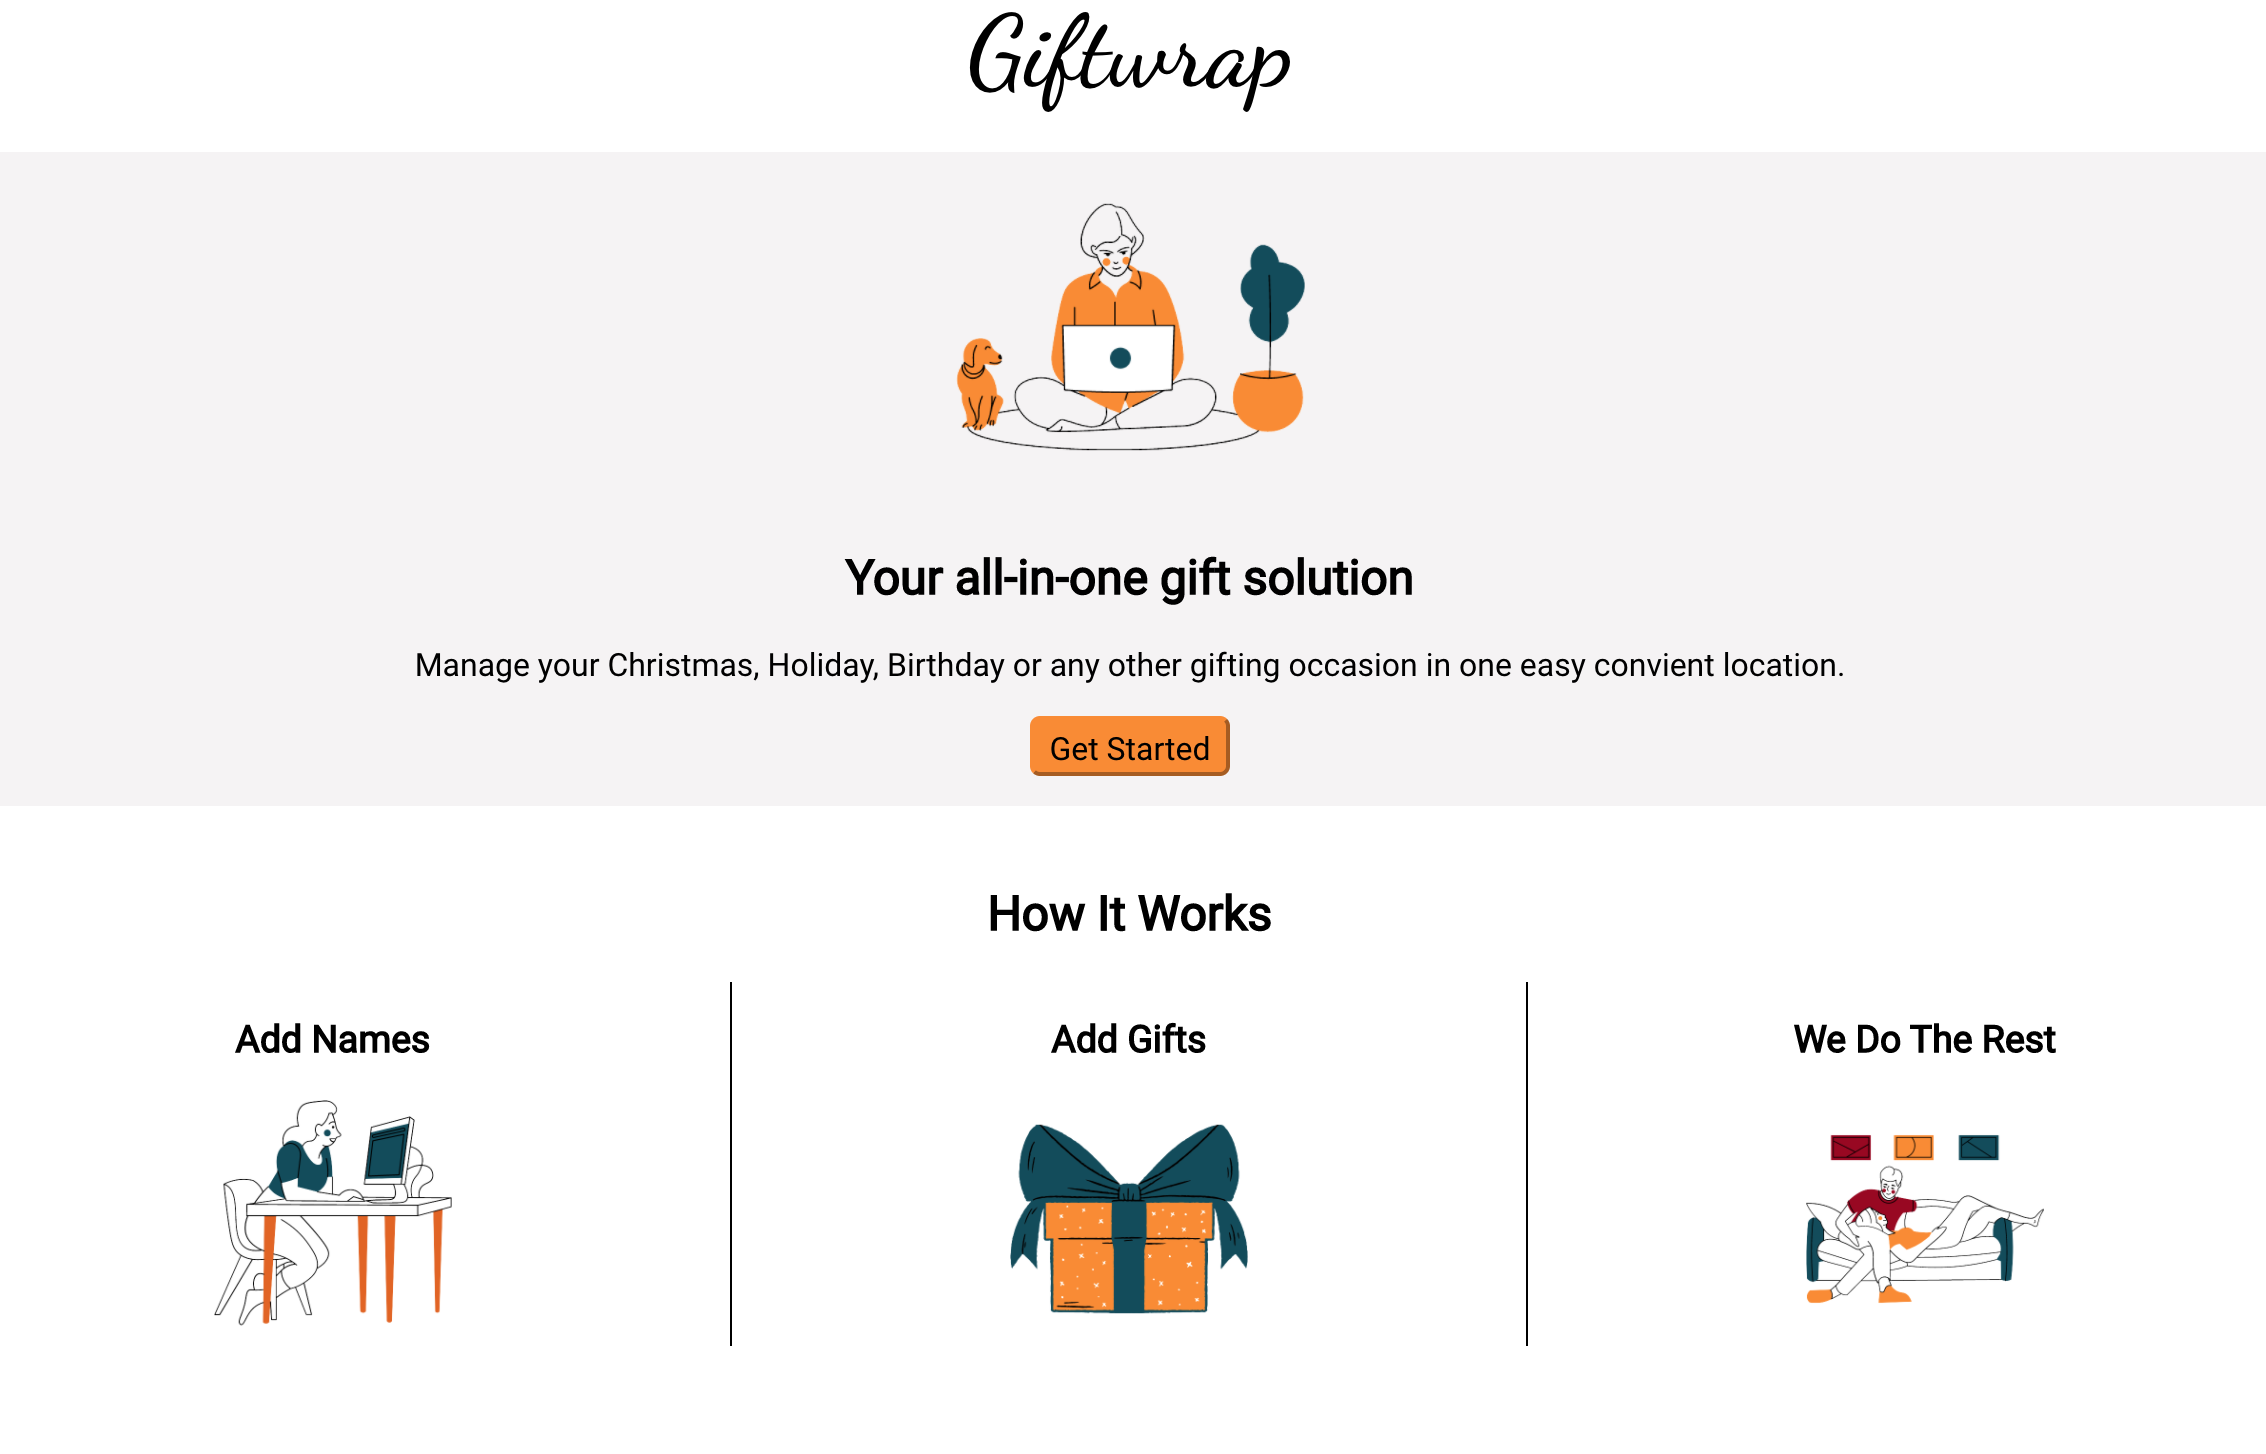 Giftwrap
Your all-in-one gift solution
Manage your Christmas, Holiday, Birthday or any other gifting occasion in one easy convient location.
Get Started
How It Works
Add Names
Add Gifts
We Do The Rest